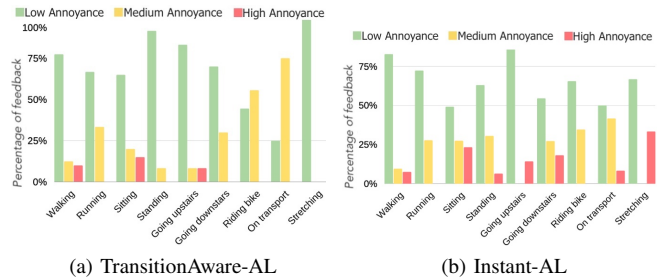 Low Annoyance Medium Annoyance High Annoyance
100%
75%
50%
25%
0%
Percentage of feedback
Walking
Running
Sitting
Standing
Going upstairs
Going downstars
Riding bike
On transport
Stretching
(a) TransitionAware-AL
Low Annoyance Medium Annoyance High Annoyance
75%
50%
25%
0%
Percentage of feedback
Walking
Running
Sitting
Standing
Going upstairs
Going downstairs
Riding bike
On transport
Stretching
(b) Instant-AL